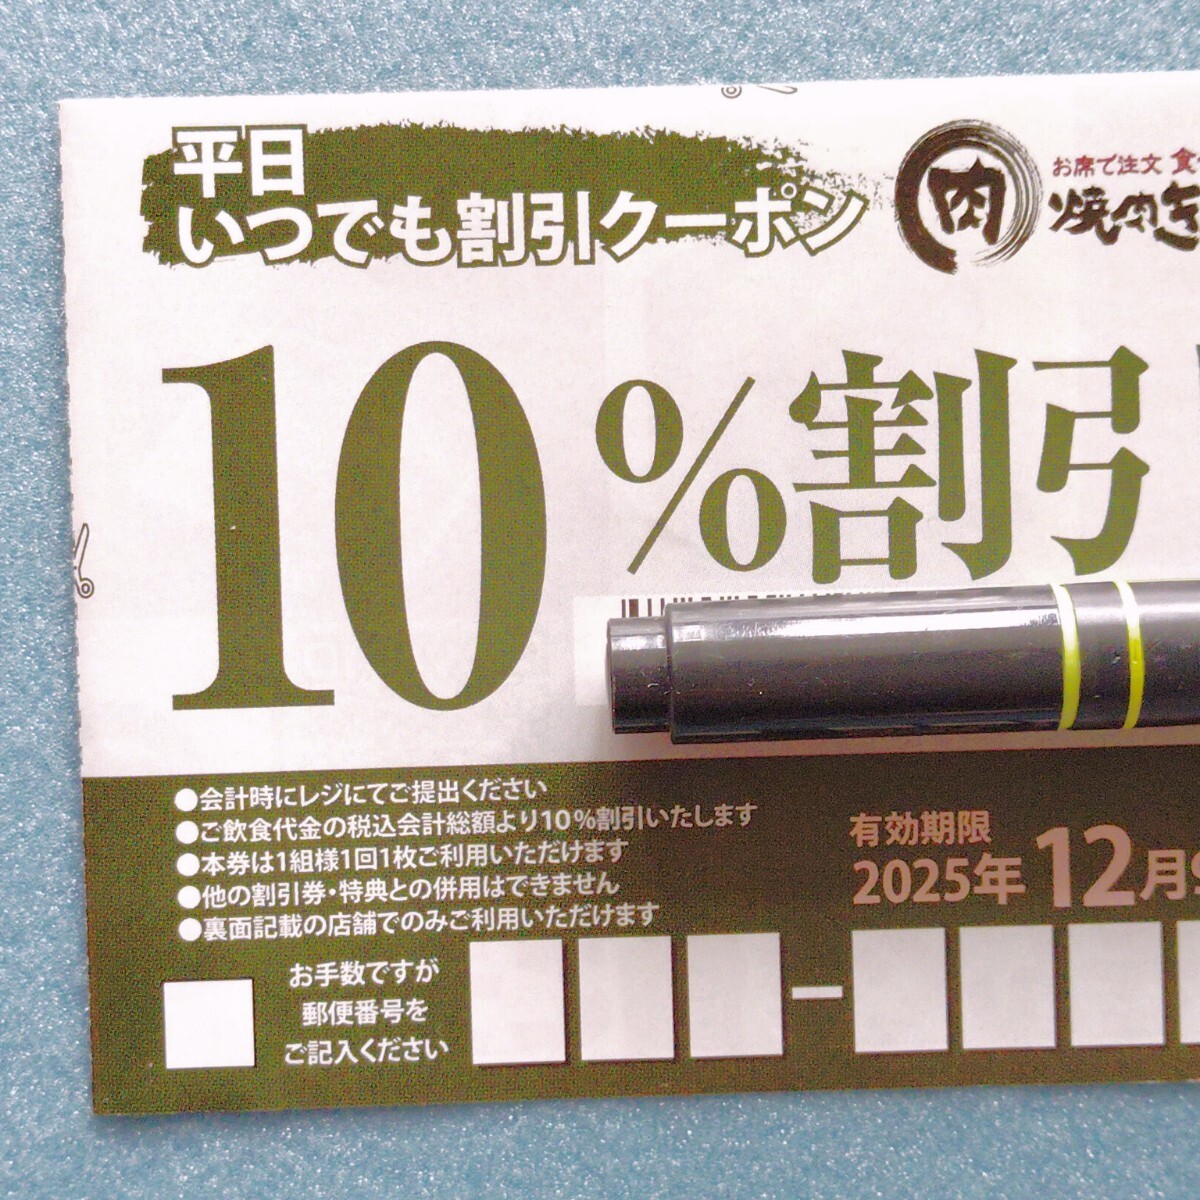 平日
いつでも割引クーポン
肉
お席で注文 食
焼肉
10%割引
●会計時にレジにてご提出ください
●ご飲食代金の税込会計総額より10%割引いたします
●本券は1組様1回1枚ご利用いただけます
●他の割引券・特典との併用はできません
●裏面記載の店舗でのみご利用いただけます
有効期限
2025年12月
お手数ですが
郵便番号を
ご記入ください